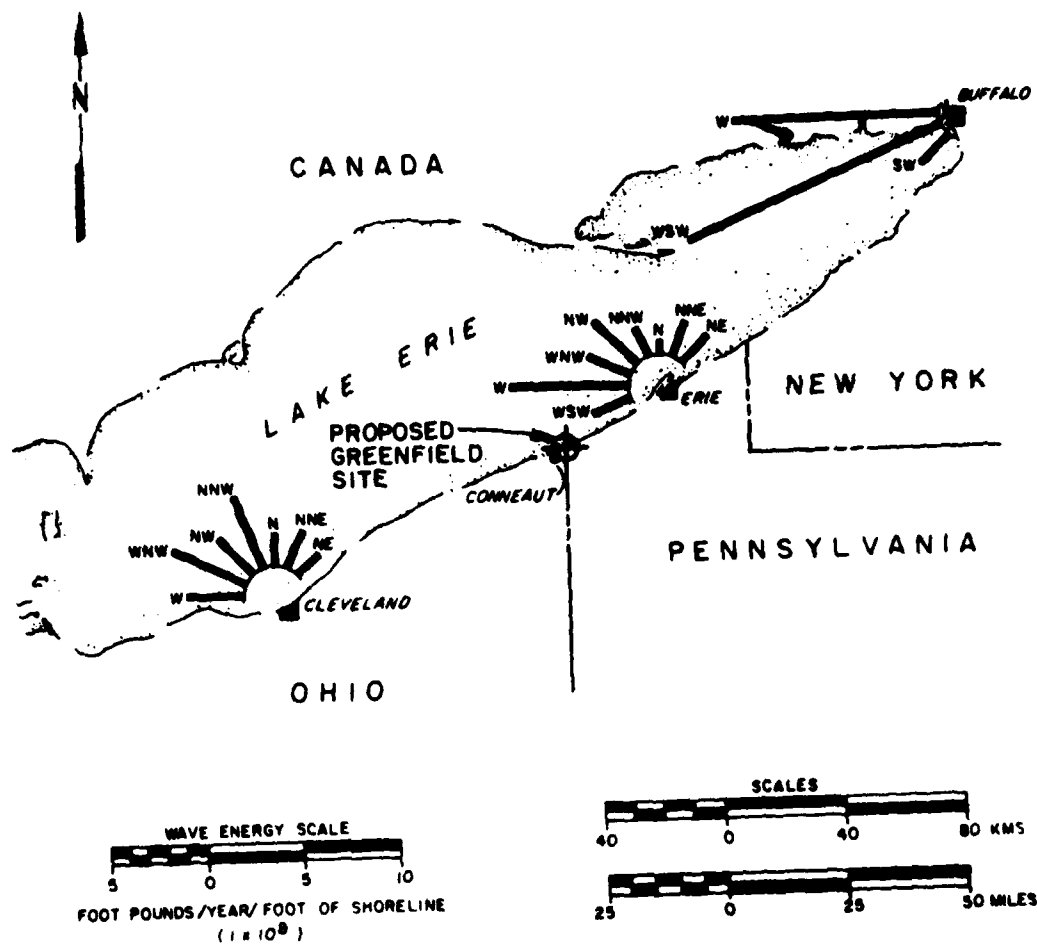 N
BUFFALO
W
CANADA
SW
WSW
NW
NNW
N
NNE
NE
WNW
W
WSW
ERIE
LAKE ERIE
NEW YORK
PROPOSED
GREENFIELD
SITE
CONNEAUT
NNW
N
NNE
NW
NE
WNW
W
CLEVELAND
PENNSYLVANIA
OHIO
WAVE ENERGY SCALE
5 0 5 10
FOOT POUNDS/YEAR/FOOT OF SHORELINE
(1 x 10⁸)
SCALES
40 0 40 80 KMS
25 0 25 50 MILES